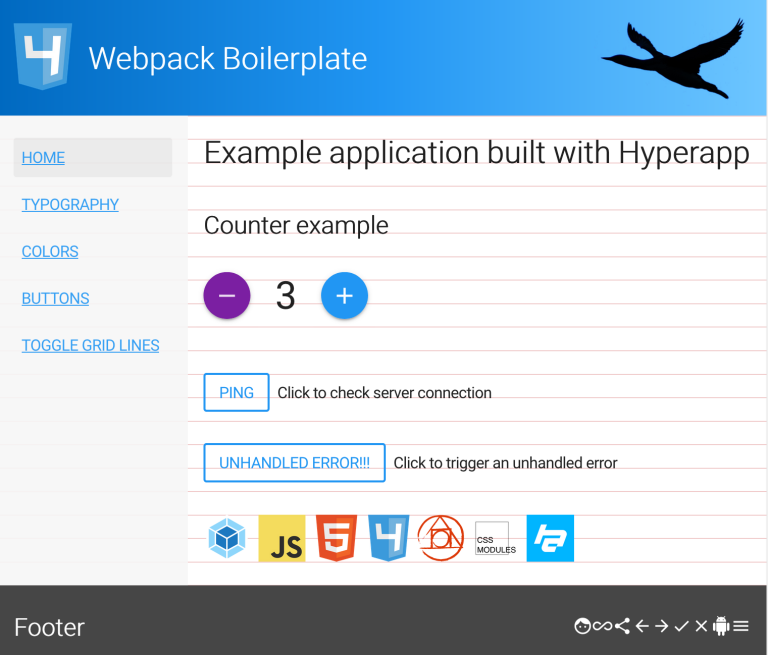 4
Webpack Boilerplate
HOME
TYPOGRAPHY
COLORS
BUTTONS
TOGGLE GRID LINES
Example application built with Hyperapp
Counter example
− 3 +
PING Click to check server connection
UNHANDLED ERROR!!! Click to trigger an unhandled error
JS 5 4 CSS MODULES
Footer